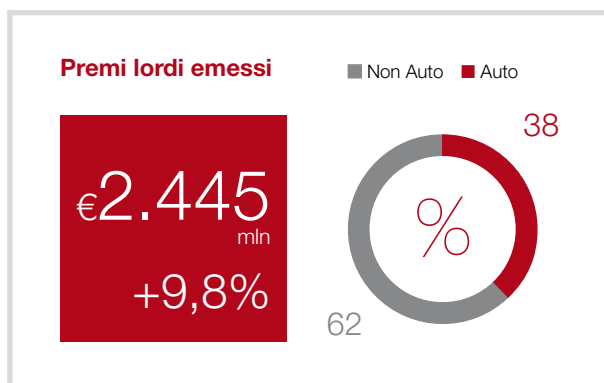 Premi lordi emessi
Non Auto Auto
€2.445
mln
+9,8%
38
%
62